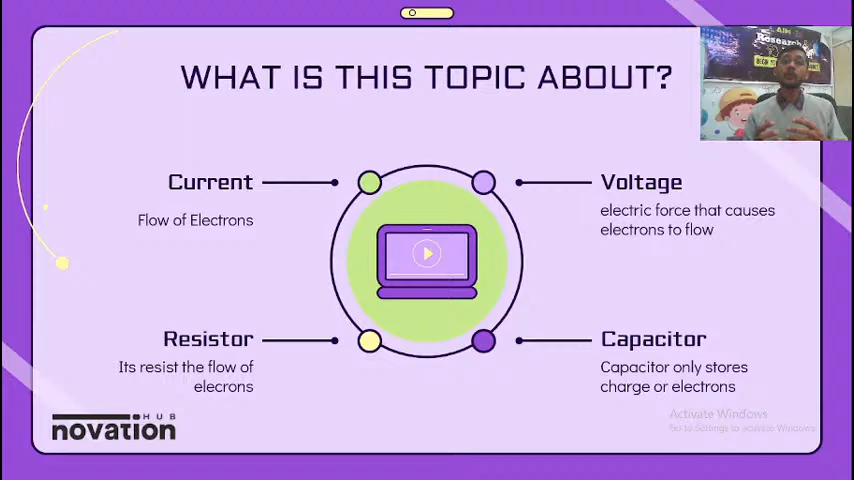 WHAT IS THIS TOPIC ABOUT?
AIM
Research
Current
Flow of Electrons
Voltage
electric force that causes
electrons to flow
Resistor
Its resist the flow of
elecrons
Capacitor
Capacitor only stores
charge or electrons
HUB
novation
Activate Windows
Go to Settings to activate Windows.